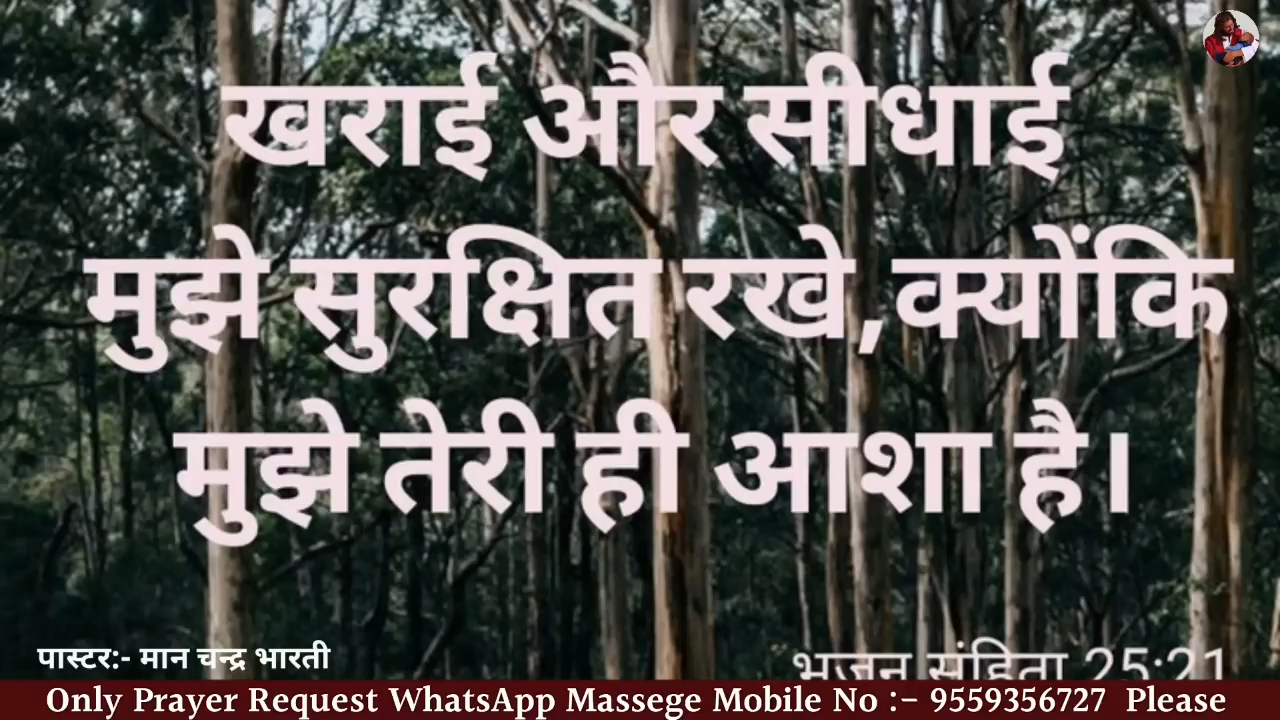 खराई और सीधाई
मुझे सुरक्षित रखे,क्योंकि
मुझे तेरी ही आशा है।
पास्टर:- मान चन्द्र भारती
भजन संहिता 25:21
Only Prayer Request WhatsApp Massege Mobile No :- 9559356727 Please